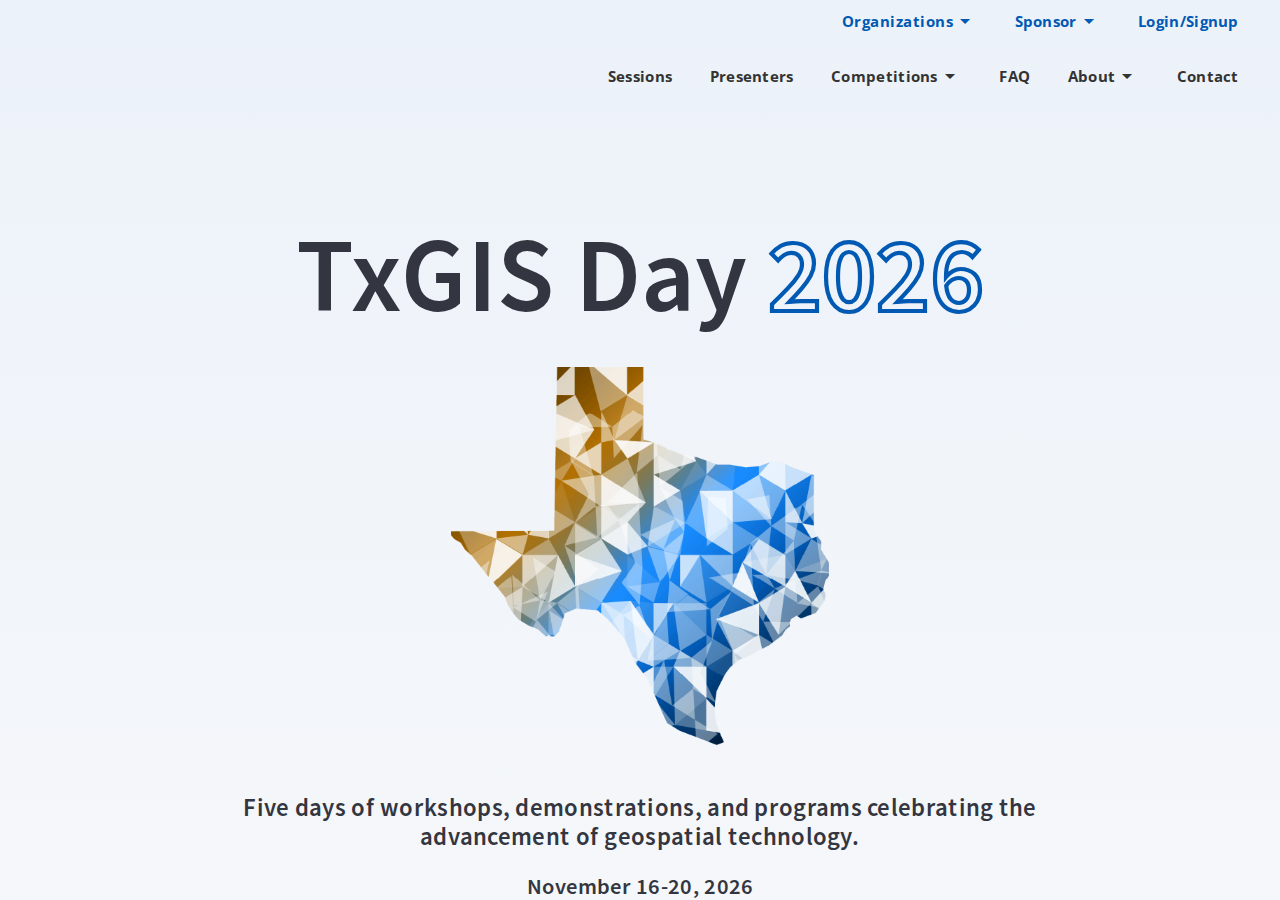 Organizations Sponsor Login/Signup
Sessions Presenters Competitions FAQ About Contact
TxGIS Day 2026
Five days of workshops, demonstrations, and programs celebrating the
advancement of geospatial technology.
November 16-20, 2026